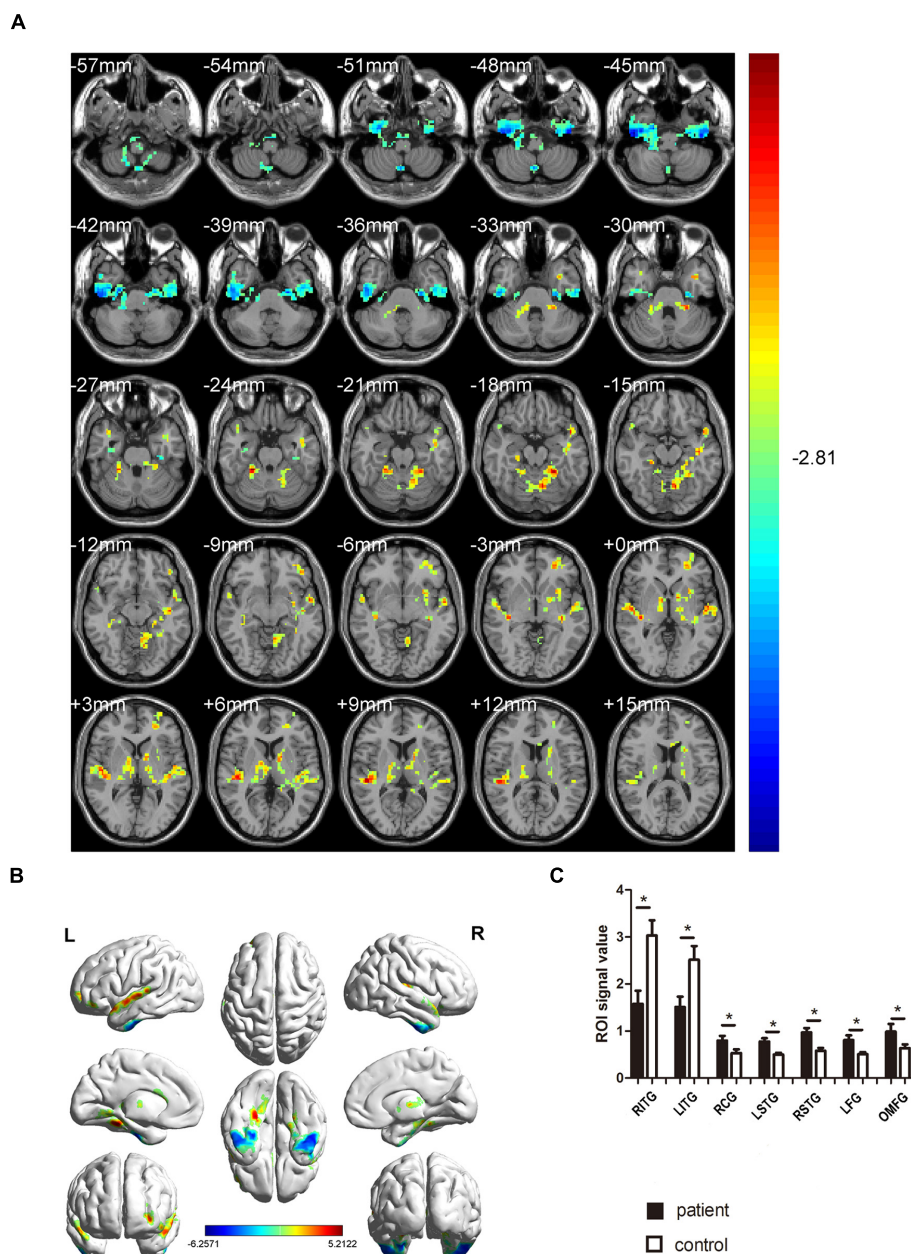 A
-57mm -54mm -51mm -48mm -45mm
-42mm -39mm -36mm -33mm -30mm
-27mm -24mm -21mm -18mm -15mm
-2.81
-12mm -9mm -6mm -3mm +0mm
+3mm +6mm +9mm +12mm +15mm
B
L
R
-6.2571
5.2122
C
ROI signal value
4
3
2
1
0
* * * * * * *
RITG LITG RCG LSTG RSTG LFG OMFG
patient
control